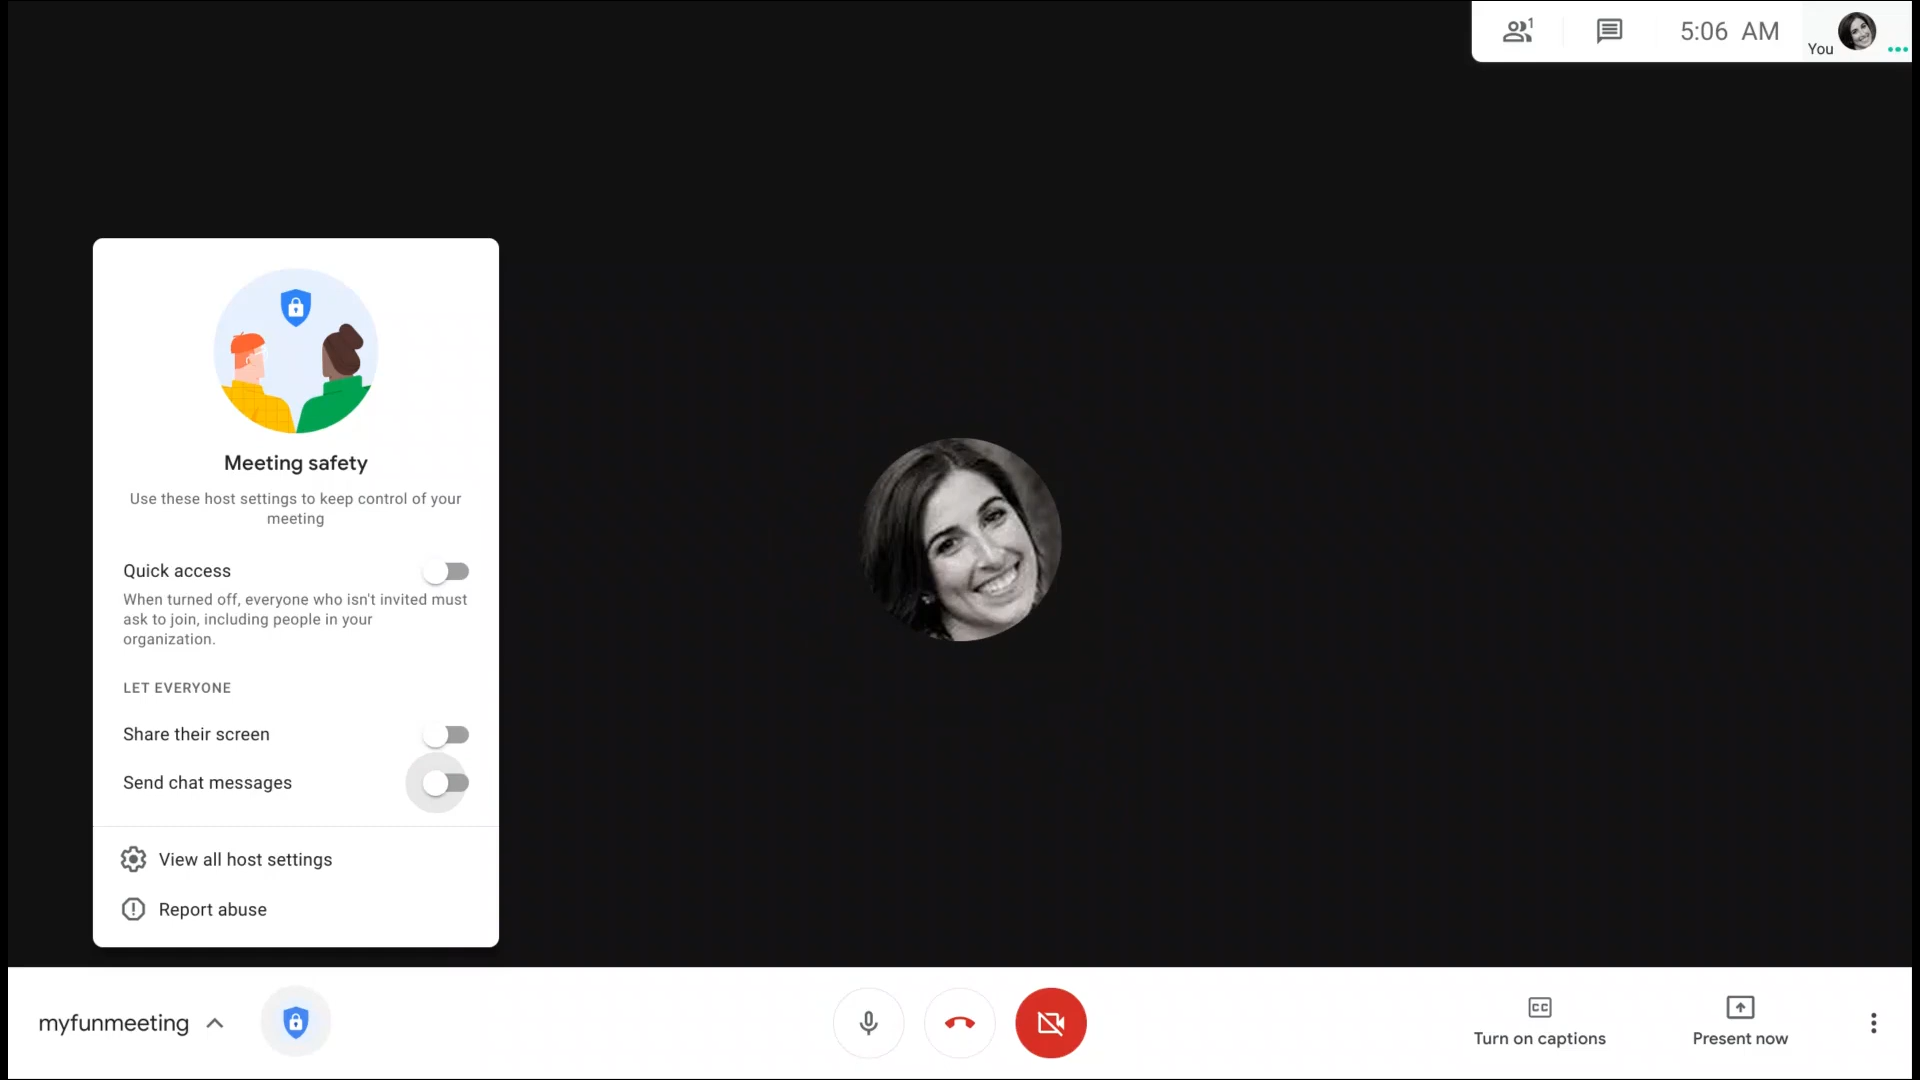 1
5:06 AM
You
Meeting safety
Use these host settings to keep control of your
meeting
Quick access
When turned off, everyone who isn't invited must
ask to join, including people in your
organization.
LET EVERYONE
Share their screen
Send chat messages
View all host settings
Report abuse
myfunmeeting
CC
Turn on captions
Present now